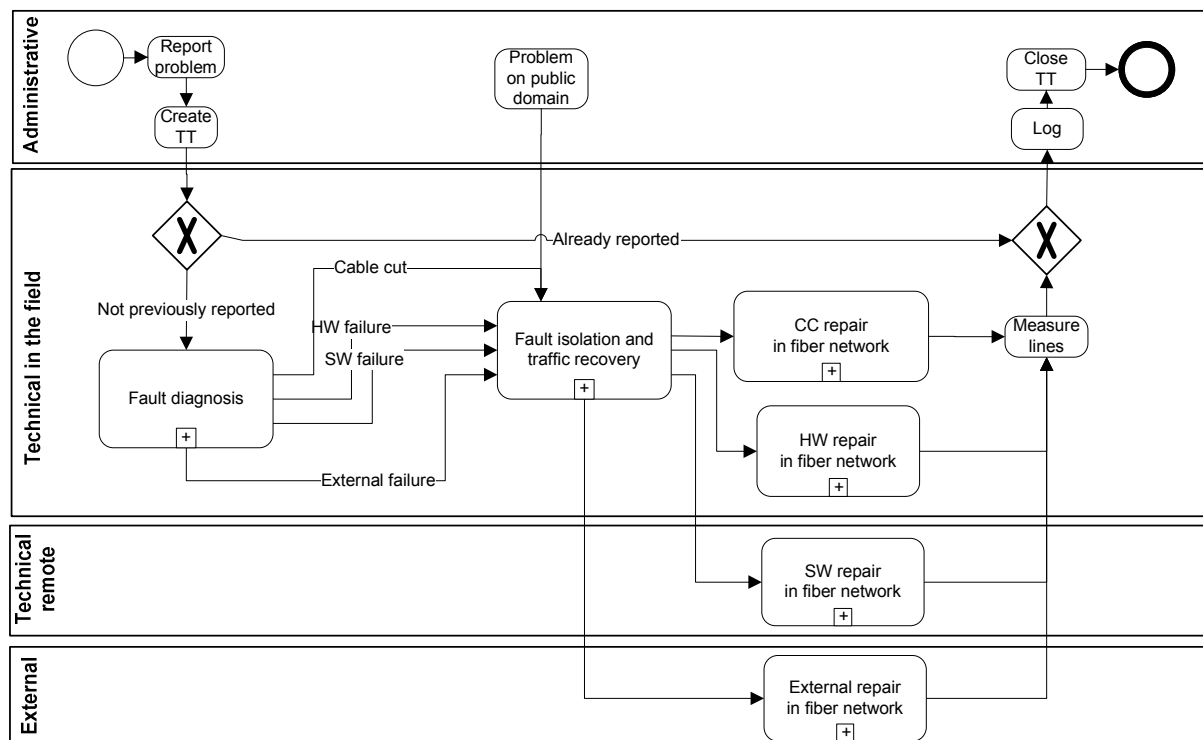 Administrative
Report
problem
Create
TT
Problem
on public
domain
Close
TT
Log
Technical in the field
Already reported
Cable cut
Not previously reported
HW failure
SW failure
Fault diagnosis
+
External failure
Fault isolation and
traffic recovery
+
CC repair
in fiber network
+
Measure
lines
HW repair
in fiber network
+
Technical
remote
SW repair
in fiber network
+
External
External repair
in fiber network
+